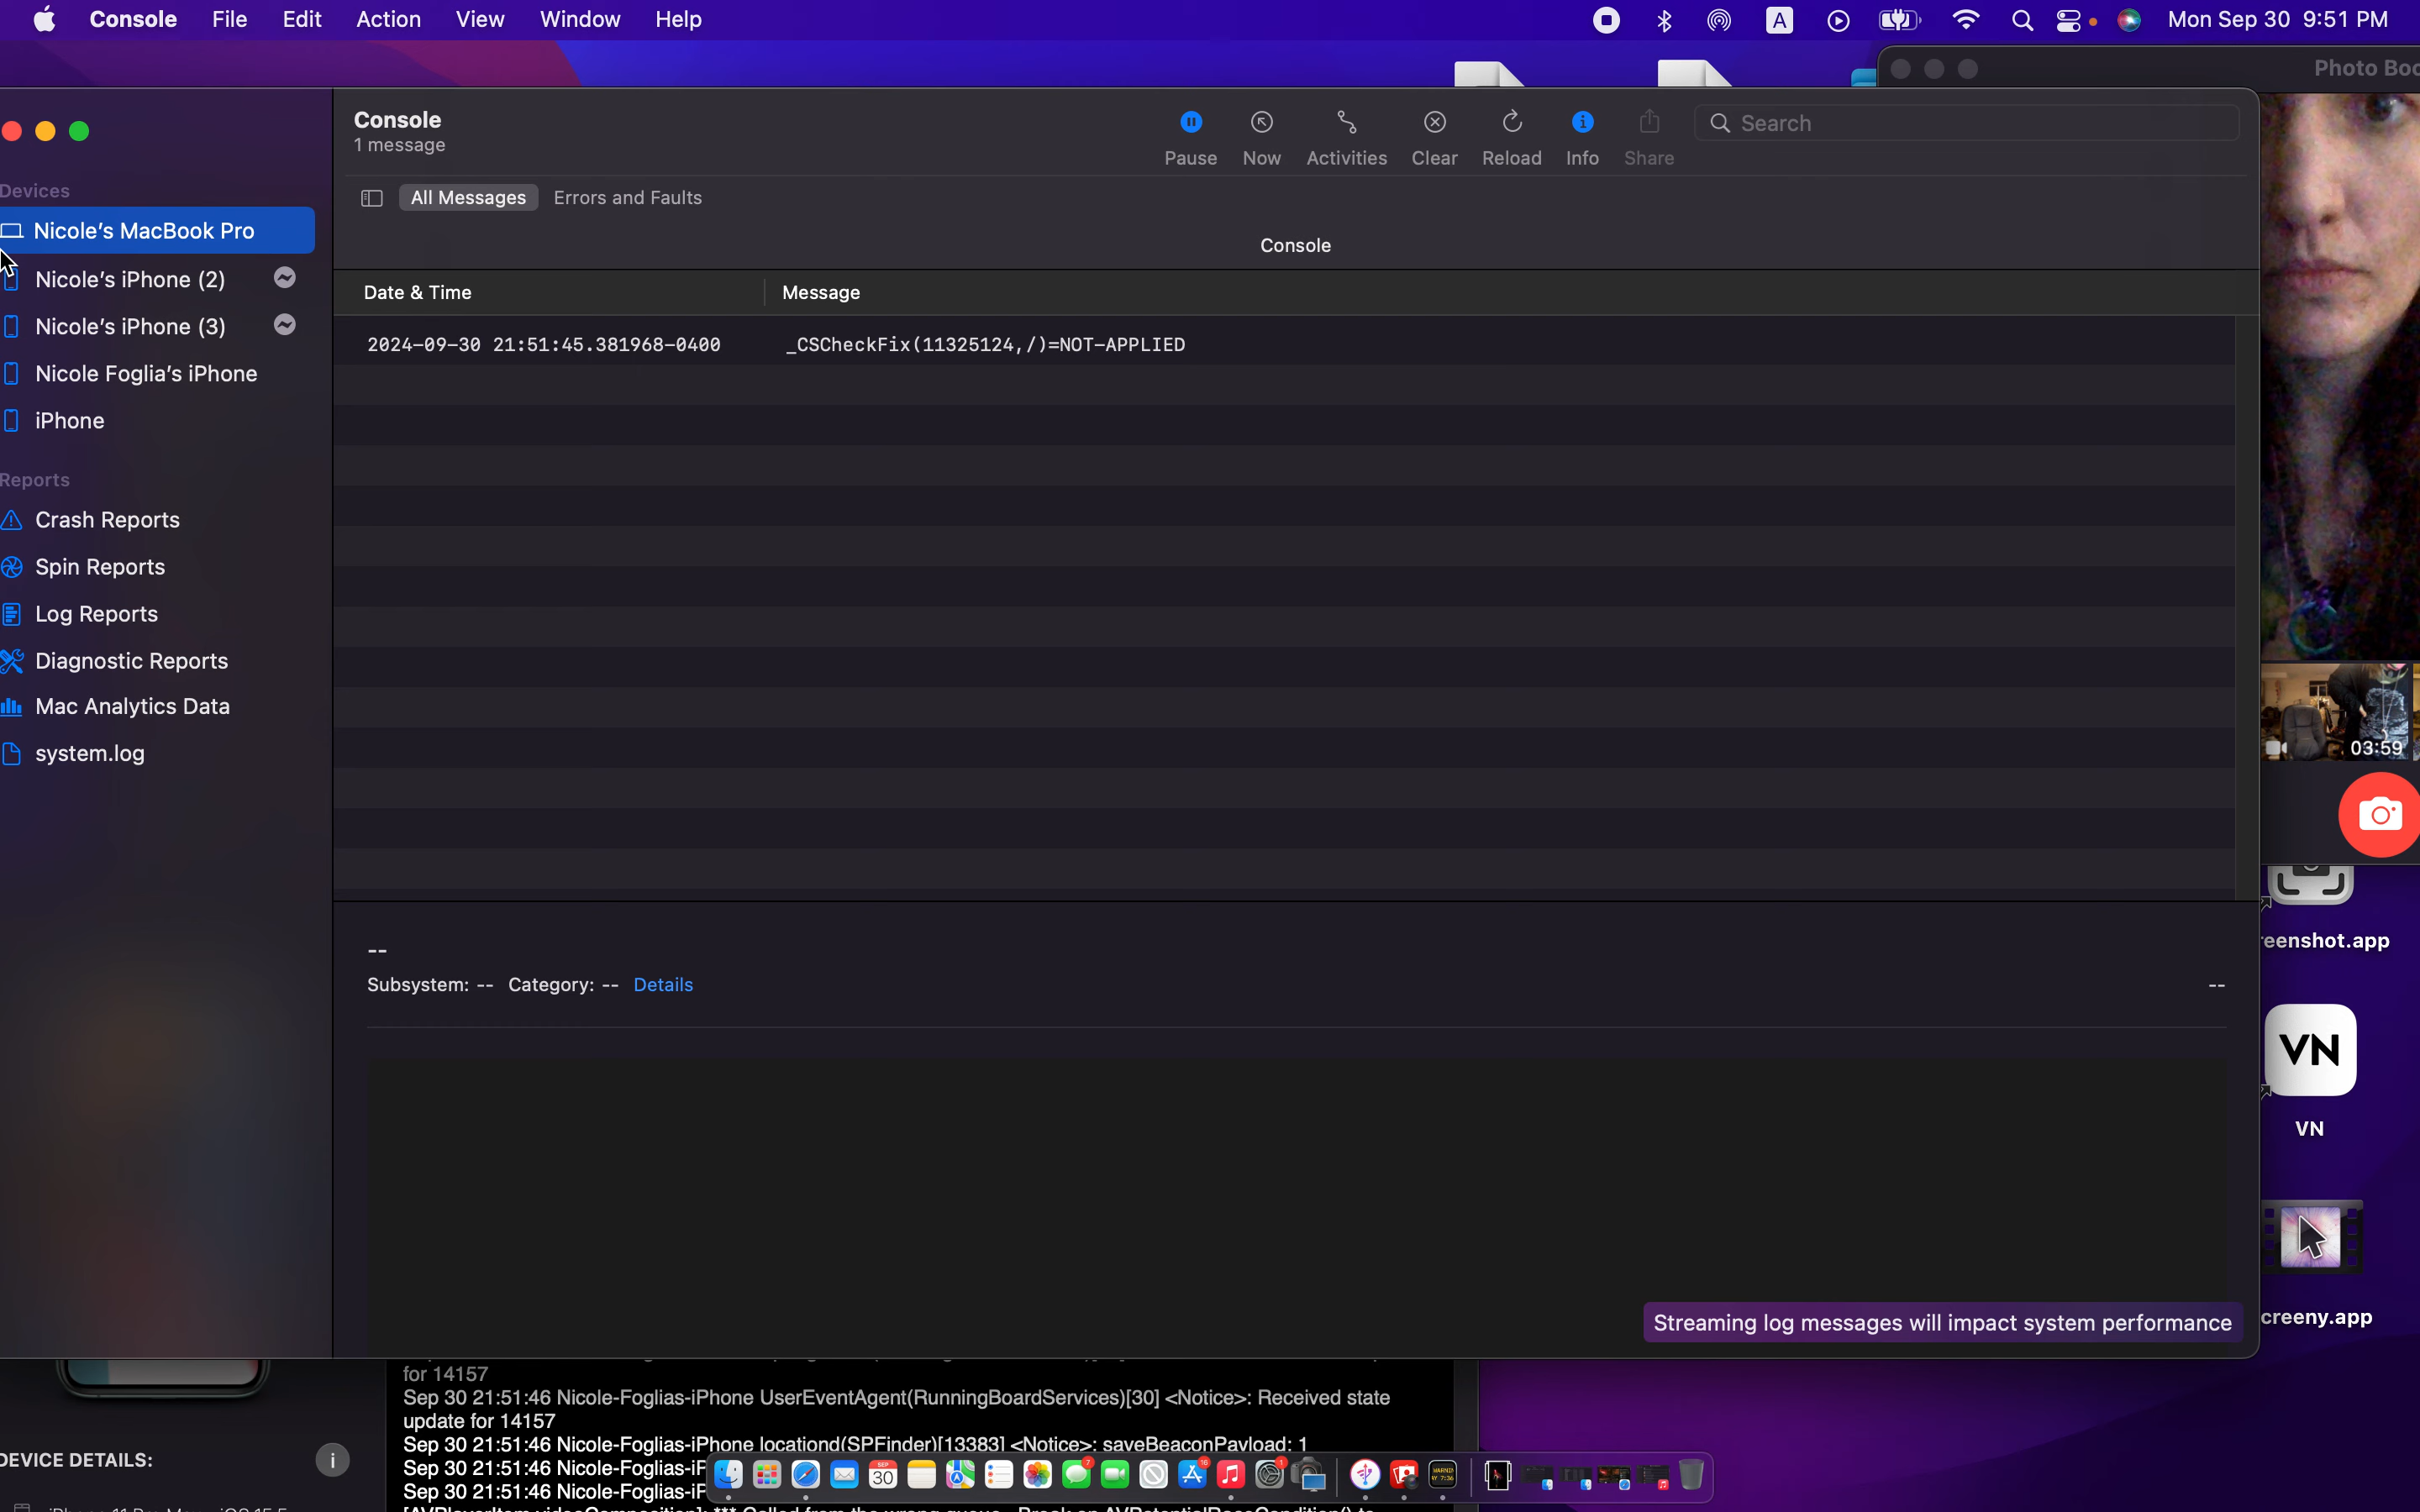 Console File Edit Action View Window Help
A
Mon Sep 30 9:51 PM
Photo Boo
Console
1 message
Pause Now Activities Clear Reload Info Share
Search
All Messages Errors and Faults
Console
Date & Time Message
2024-09-30 21:51:45.381968-0400 _CSCheckFix(11325124,/)=NOT-APPLIED
Devices
Nicole's MacBook Pro
Nicole's iPhone (2)
Nicole's iPhone (3)
Nicole Foglia's iPhone
iPhone
Reports
Crash Reports
Spin Reports
Log Reports
Diagnostic Reports
Mac Analytics Data
system.log
--
Subsystem: -- Category: -- Details
--
Streaming log messages will impact system performance
03:59
eenshot.app
VN
VN
creeny.app
for 14157
Sep 30 21:51:46 Nicole-Foglias-iPhone UserEventAgent(RunningBoardServices)[30] <Notice>: Received state
update for 14157
Sep 30 21:51:46 Nicole-Foglias-iPhone locationd(SPFinder)[13383] <Notice>: saveBeaconPayload: 1
Sep 30 21:51:46 Nicole-Foglias-iP
Sep 30 21:51:46 Nicole-Foglias-iP
DEVICE DETAILS:
SEP
30
7
16
1